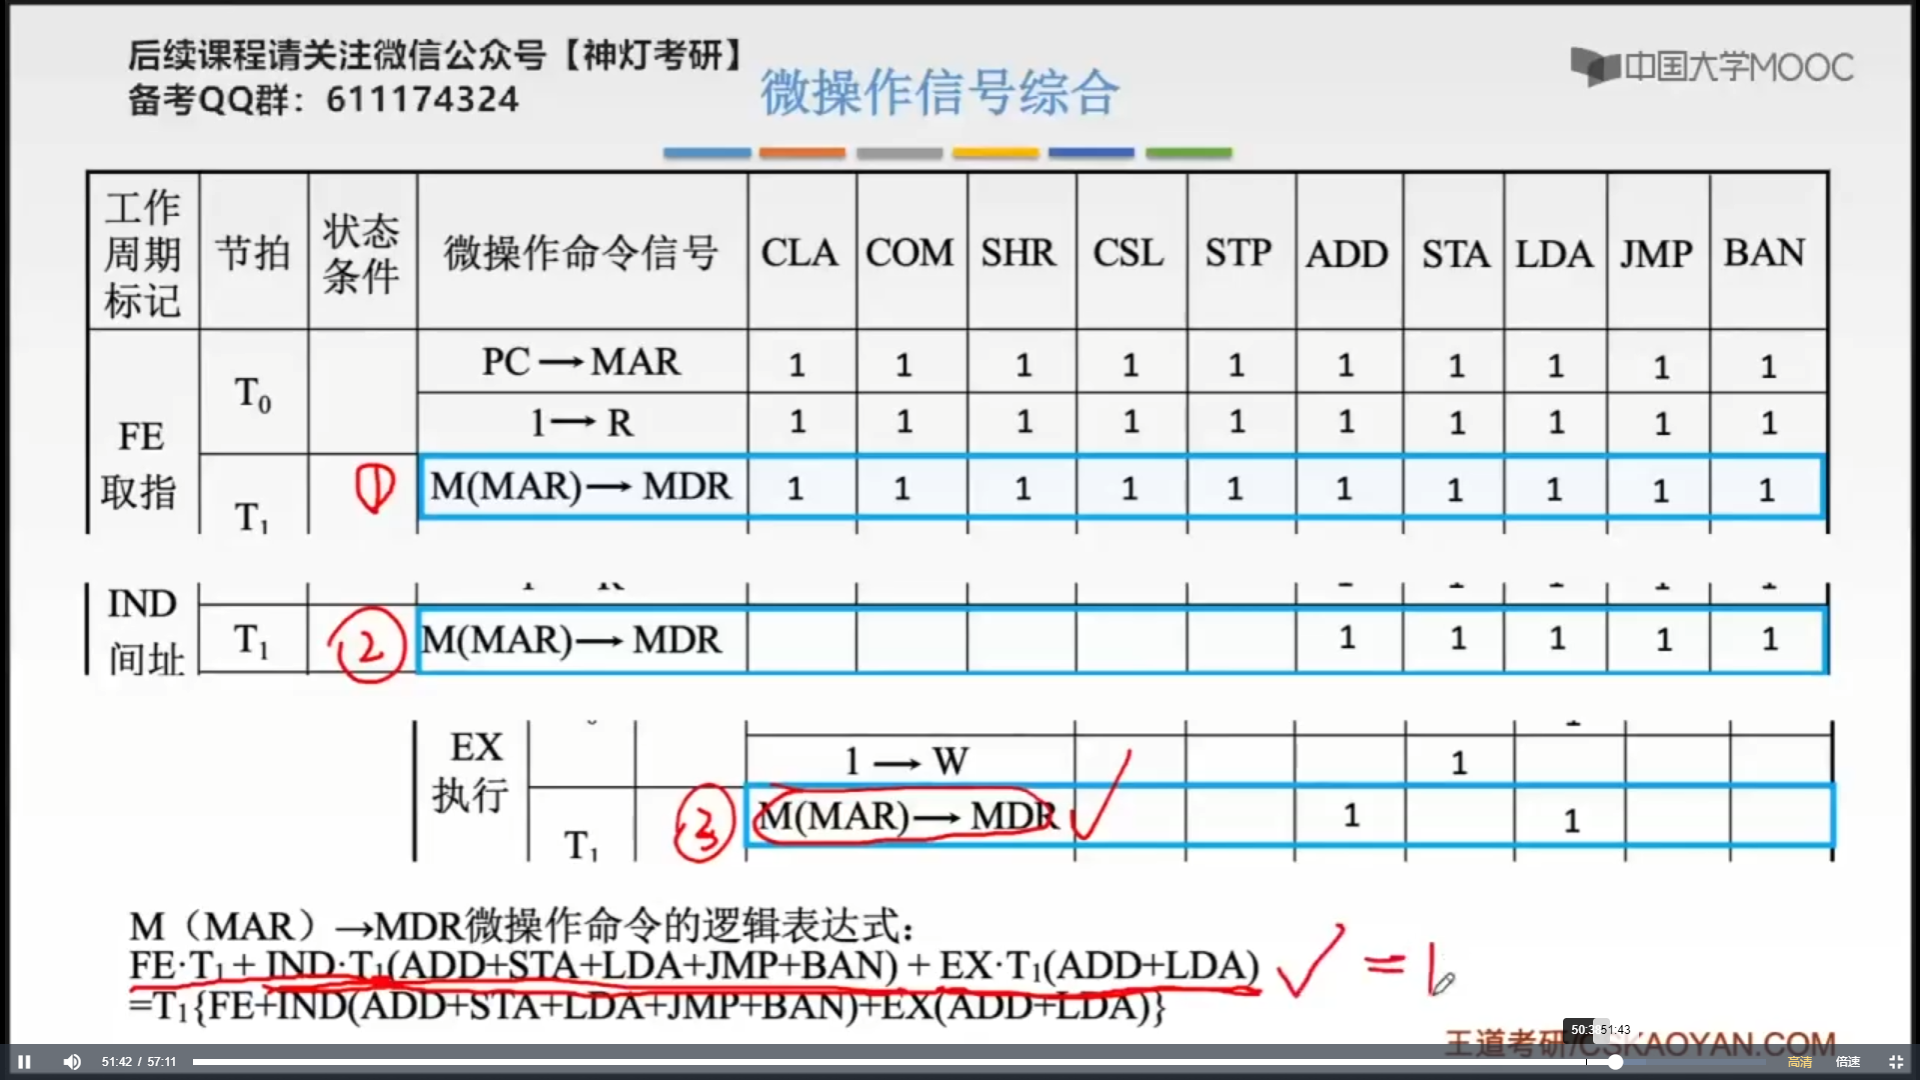 后续课程请关注微信公众号【神灯考研】
备考QQ群：611174324
微操作信号综合
中国大学MOOC
工作周期标记 节拍 状态条件 微操作命令信号 CLA COM SHR CSL STP ADD STA LDA JMP BAN
FE 取指 T0 PC→MAR 1 1 1 1 1 1 1 1 1 1
1→R 1 1 1 1 1 1 1 1 1 1
T1 ① M(MAR)→MDR 1 1 1 1 1 1 1 1 1 1
IND 间址 T1 ② M(MAR)→MDR 1 1 1 1 1
EX 执行 1→W 1
T1 ③ M(MAR)→MDR 1 1
M（MAR）→MDR微操作命令的逻辑表达式：
FE·T1+IND·T1(ADD+STA+LDA+JMP+BAN)+EX·T1(ADD+LDA) = 1
=T1{FE+IND(ADD+STA+LDA+JMP+BAN)+EX(ADD+LDA)}
王道考研/CSKAOYAN.COM
51:43
51:42 / 57:11
高清 倍速